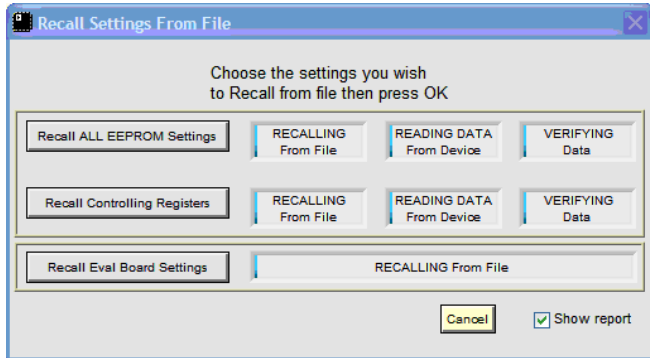 Recall Settings From File
Choose the settings you wish
to Recall from file then press OK
Recall ALL EEPROM Settings
RECALLING
From File
READING DATA
From Device
VERIFYING
Data
Recall Controlling Registers
RECALLING
From File
READING DATA
From Device
VERIFYING
Data
Recall Eval Board Settings
RECALLING From File
Cancel
Show report